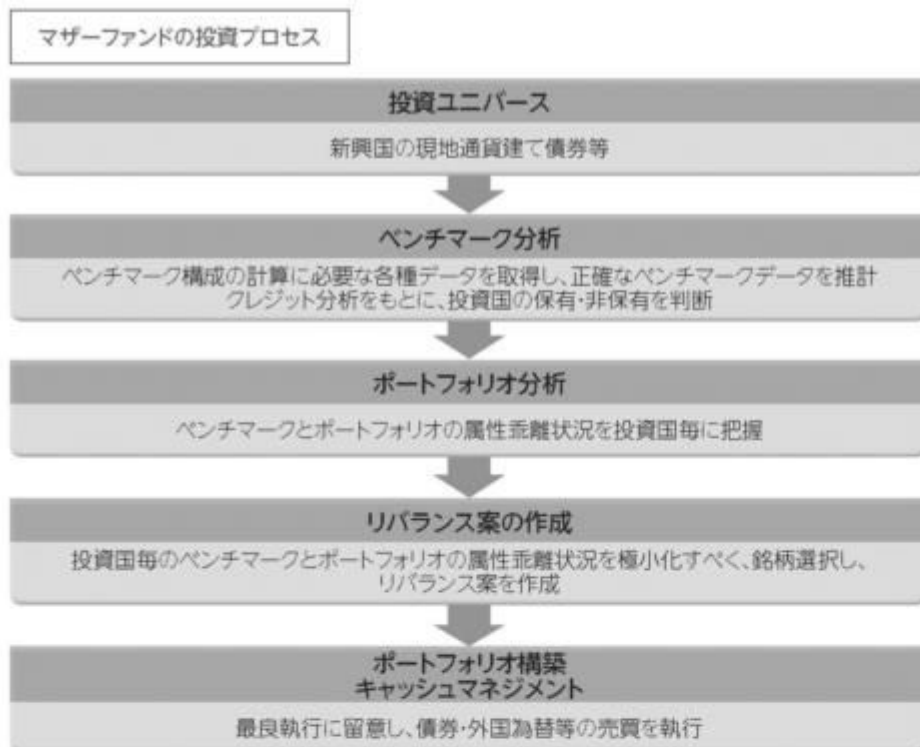 マザーファンドの投資プロセス
投資ユニバース
新興国の現地通貨建て債券等
ベンチマーク分析
ベンチマーク構成の計算に必要な各種データを取得し、正確なベンチマークデータを推計
クレジット分析をもとに、投資国の保有・非保有を判断
ポートフォリオ分析
ベンチマークとポートフォリオの属性乖離状況を投資国毎に把握
リバランス案の作成
投資国毎のベンチマークとポートフォリオの属性乖離状況を極小化すべく、銘柄選択し、
リバランス案を作成
ポートフォリオ構築
キャッシュマネジメント
最良執行に留意し、債券・外国為替等の売買を執行